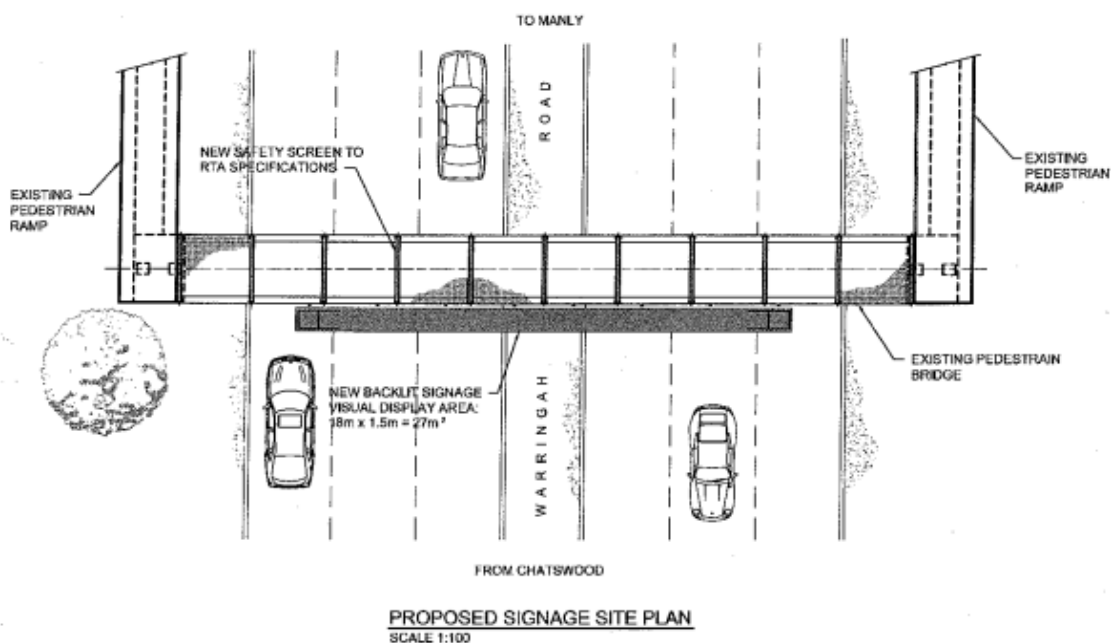 TO MANLY
ROAD
NEW SAFETY SCREEN TO
RTA SPECIFICATIONS
EXISTING
PEDESTRIAN
RAMP
EXISTING
PEDESTRIAN
RAMP
EXISTING PEDESTRAIN
BRIDGE
NEW BACKLIT SIGNAGE
VISUAL DISPLAY AREA:
18m x 1.5m = 27m²
WARRINGAH
FROM CHATSWOOD
PROPOSED SIGNAGE SITE PLAN
SCALE 1:100